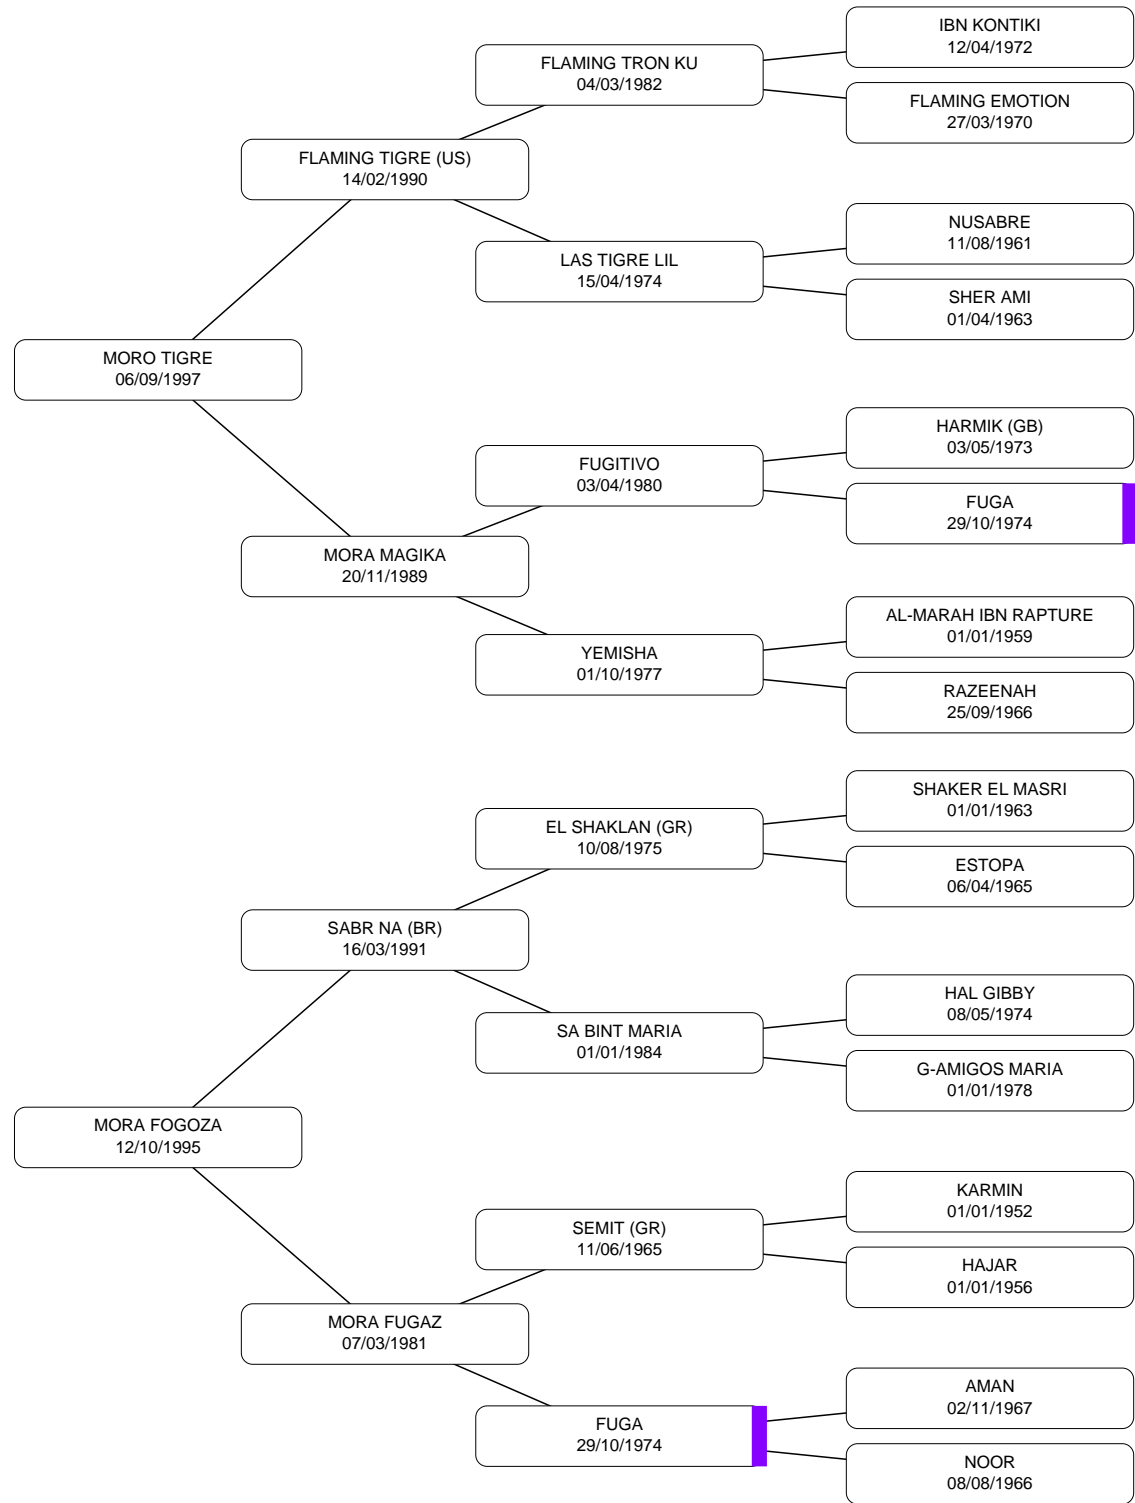 IBN KONTIKI
12/04/1972
FLAMING TRON KU
04/03/1982
FLAMING EMOTION
27/03/1970
FLAMING TIGRE (US)
14/02/1990
NUSABRE
11/08/1961
LAS TIGRE LIL
15/04/1974
SHER AMI
01/04/1963
MORO TIGRE
06/09/1997
HARMIK (GB)
03/05/1973
FUGITIVO
03/04/1980
FUGA
29/10/1974
MORA MAGIKA
20/11/1989
AL-MARAH IBN RAPTURE
01/01/1959
YEMISHA
01/10/1977
RAZEENAH
25/09/1966
SHAKER EL MASRI
01/01/1963
EL SHAKLAN (GR)
10/08/1975
ESTOPA
06/04/1965
SABR NA (BR)
16/03/1991
HAL GIBBY
08/05/1974
SA BINT MARIA
01/01/1984
G-AMIGOS MARIA
01/01/1978
MORA FOGOZA
12/10/1995
KARMIN
01/01/1952
SEMIT (GR)
11/06/1965
HAJAR
01/01/1956
MORA FUGAZ
07/03/1981
AMAN
02/11/1967
FUGA
29/10/1974
NOOR
08/08/1966